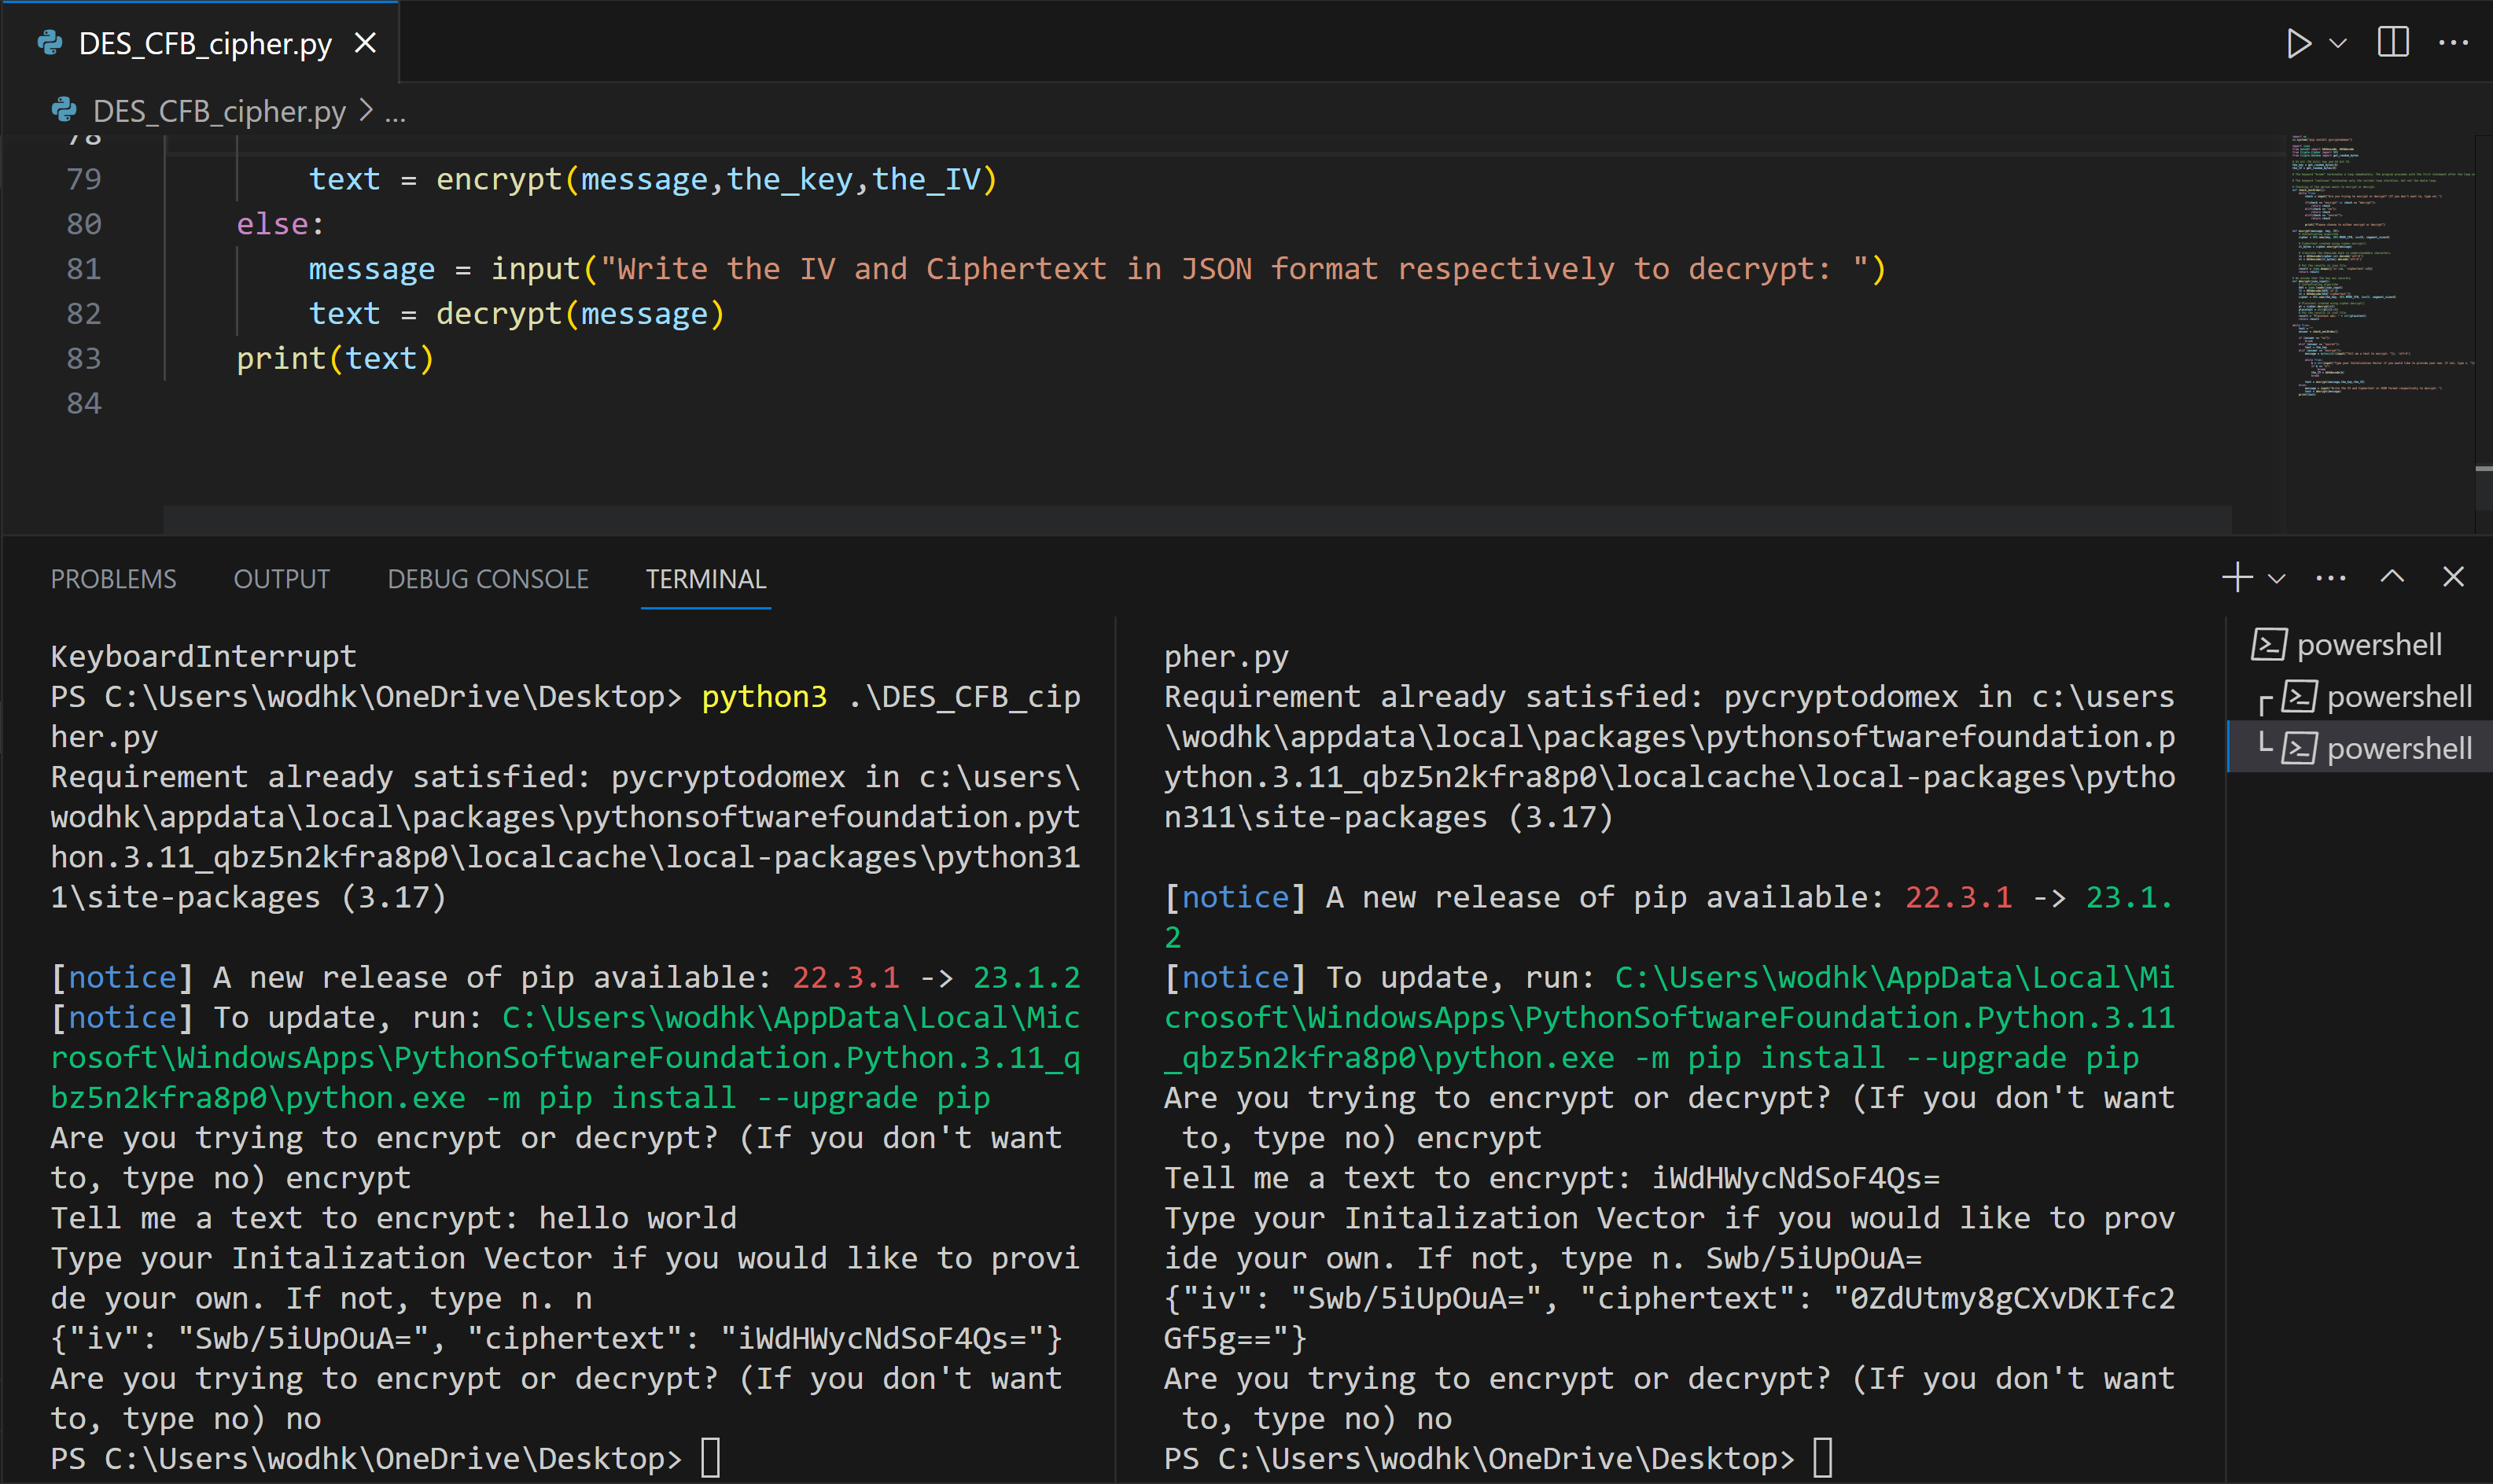 DES_CFB_cipher.py
DES_CFB_cipher.py > ...
78
79 text = encrypt(message,the_key,the_IV)
80 else:
81 message = input("Write the IV and Ciphertext in JSON format respectively to decrypt: ")
82 text = decrypt(message)
83 print(text)
84
PROBLEMS OUTPUT DEBUG CONSOLE TERMINAL
KeyboardInterrupt
PS C:\Users\wodhk\OneDrive\Desktop> python3 .\DES_CFB_cip
her.py
Requirement already satisfied: pycryptodomex in c:\users\
wodhk\appdata\local\packages\pythonsoftwarefoundation.pyt
hon.3.11_qbz5n2kfra8p0\localcache\local-packages\python31
1\site-packages (3.17)
[notice] A new release of pip available: 22.3.1 -> 23.1.2
[notice] To update, run: C:\Users\wodhk\AppData\Local\Mic
rosoft\WindowsApps\PythonSoftwareFoundation.Python.3.11_q
bz5n2kfra8p0\python.exe -m pip install --upgrade pip
Are you trying to encrypt or decrypt? (If you don't want
to, type no) encrypt
Tell me a text to encrypt: hello world
Type your Initalization Vector if you would like to provi
de your own. If not, type n. n
{"iv": "Swb/5iUpOuA=", "ciphertext": "iWdHWycNdSoF4Qs="}
Are you trying to encrypt or decrypt? (If you don't want
to, type no) no
PS C:\Users\wodhk\OneDrive\Desktop>
pher.py
Requirement already satisfied: pycryptodomex in c:\users
\wodhk\appdata\local\packages\pythonsoftwarefoundation.p
ython.3.11_qbz5n2kfra8p0\localcache\local-packages\pytho
n311\site-packages (3.17)
[notice] A new release of pip available: 22.3.1 -> 23.1.
2
[notice] To update, run: C:\Users\wodhk\AppData\Local\Mi
crosoft\WindowsApps\PythonSoftwareFoundation.Python.3.11
_qbz5n2kfra8p0\python.exe -m pip install --upgrade pip
Are you trying to encrypt or decrypt? (If you don't want
to, type no) encrypt
Tell me a text to encrypt: iWdHWycNdSoF4Qs=
Type your Initalization Vector if you would like to prov
ide your own. If not, type n. Swb/5iUpOuA=
{"iv": "Swb/5iUpOuA=", "ciphertext": "0ZdUtmy8gCXvDKIfc2
Gf5g=="}
Are you trying to encrypt or decrypt? (If you don't want
to, type no) no
PS C:\Users\wodhk\OneDrive\Desktop>
powershell
powershell
powershell